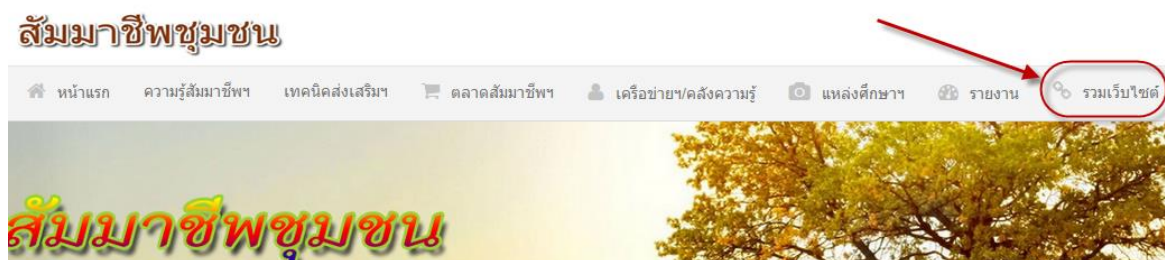 สัมมาชีพชุมชน
หน้าแรก ความรู้สัมมาชีพฯ เทคนิคส่งเสริมฯ ตลาดสัมมาชีพฯ เครือข่ายฯ/คลังความรู้ แหล่งศึกษาฯ รายงาน รวมเว็บไซต์
สัมมาชีพชุมชน